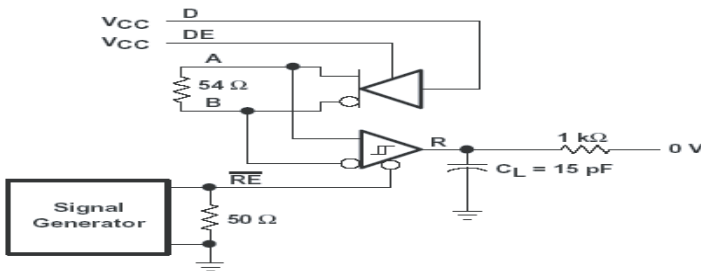 VCC D
VCC DE
A
54 Ω
B
R
1 kΩ
0 V
CL = 15 pF
RE
Signal
Generator
50 Ω